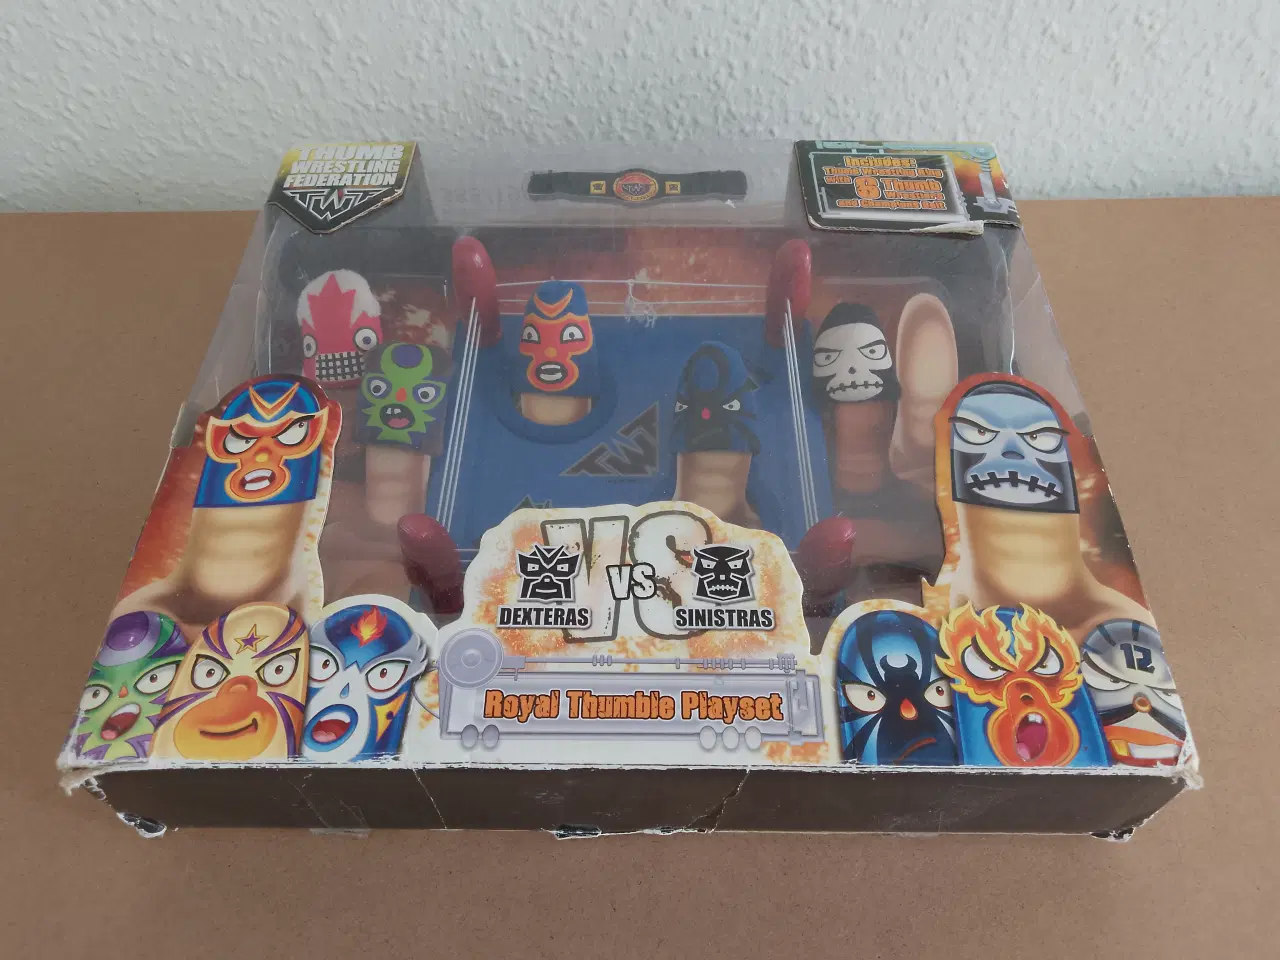 THUMB
WRESTLING
FEDERATION
TWF
Includes:
Thumb Wrestling Ring
with 6 Thumb
Wrestlers
and Champions Belt
TWF
VS
DEXTERAS
VS
SINISTRAS
Royal Thumble Playset
12